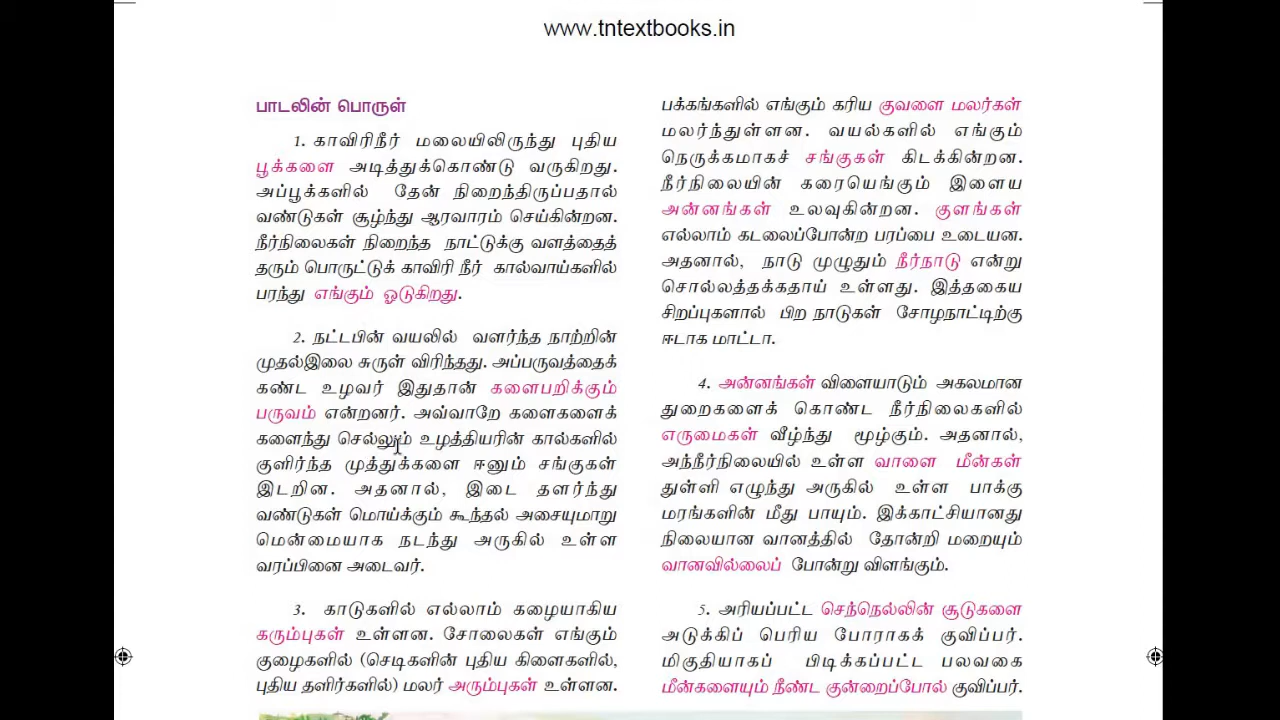 www.tntextbooks.in
பாடலின் பொருள்
1. காவிரிநீர் மலையிலிருந்து புதிய
பூக்களை அடித்துக்கொண்டு வருகிறது.
அப்பூக்களில் தேன் நிறைந்திருப்பதால்
வண்டுகள் சூழ்ந்து ஆரவாரம் செய்கின்றன.
நீர்நிலைகள் நிறைந்த நாட்டுக்கு வளத்தைத்
தரும் பொருட்டுக் காவிரி நீர் கால்வாய்களில்
பரந்து எங்கும் ஓடுகிறது.
2. நட்டபின் வயலில் வளர்ந்த நாற்றின்
முதல்இலை சுருள் விரிந்தது. அப்பருவத்தைக்
கண்ட உழவர் இதுதான் களைபறிக்கும்
பருவம் என்றனர். அவ்வாறே களைகளைக்
களைந்து செல்லும் உழத்தியரின் கால்களில்
குளிர்ந்த முத்துக்களை ஈனும் சங்குகள்
இடறின. அதனால், இடை தளர்ந்து
வண்டுகள் மொய்க்கும் கூந்தல் அசையுமாறு
மென்மையாக நடந்து அருகில் உள்ள
வரப்பினை அடைவர்.
3. காடுகளில் எல்லாம் கழையாகிய
கரும்புகள் உள்ளன. சோலைகள் எங்கும்
குழைகளில் (செடிகளின் புதிய கிளைகளில்,
புதிய தளிர்களில்) மலர் அரும்புகள் உள்ளன.
பக்கங்களில் எங்கும் கரிய குவளை மலர்கள்
மலர்ந்துள்ளன. வயல்களில் எங்கும்
நெருக்கமாகச் சங்குகள் கிடக்கின்றன.
நீர்நிலையின் கரையெங்கும் இளைய
அன்னங்கள் உலவுகின்றன. குளங்கள்
எல்லாம் கடலைப்போன்ற பரப்பை உடையன.
அதனால், நாடு முழுதும் நீர்நாடு என்று
சொல்லத்தக்கதாய் உள்ளது. இத்தகைய
சிறப்புகளால் பிற நாடுகள் சோழநாட்டிற்கு
ஈடாக மாட்டா.
4. அன்னங்கள் விளையாடும் அகலமான
துறைகளைக் கொண்ட நீர்நிலைகளில்
எருமைகள் வீழ்ந்து மூழ்கும். அதனால்,
அந்நீர்நிலையில் உள்ள வாளை மீன்கள்
துள்ளி எழுந்து அருகில் உள்ள பாக்கு
மரங்களின் மீது பாயும். இக்காட்சியானது
நிலையான வானத்தில் தோன்றி மறையும்
வானவில்லைப் போன்று விளங்கும்.
5. அரியப்பட்ட செந்நெல்லின் சூடுகளை
அடுக்கிப் பெரிய போராகக் குவிப்பர்.
மிகுதியாகப் பிடிக்கப்பட்ட பலவகை
மீன்களையும் நீண்ட குன்றைப்போல் குவிப்பர்.